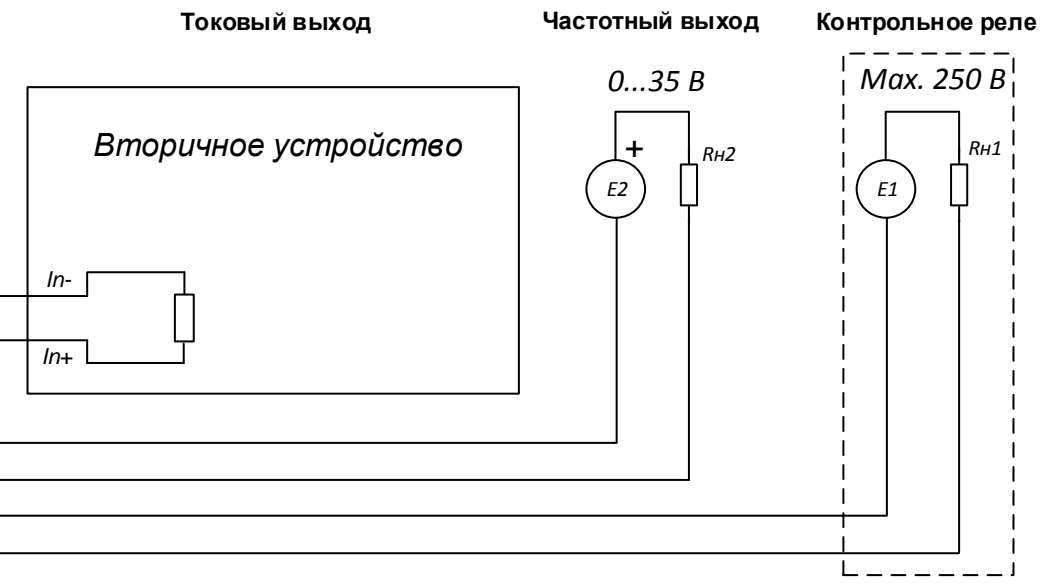 Токовый выход
Частотный выход
Контрольное реле
0...35 В
Max. 250 В
Вторичное устройство
+
Rн2
Rн1
E2
E1
In-
In+